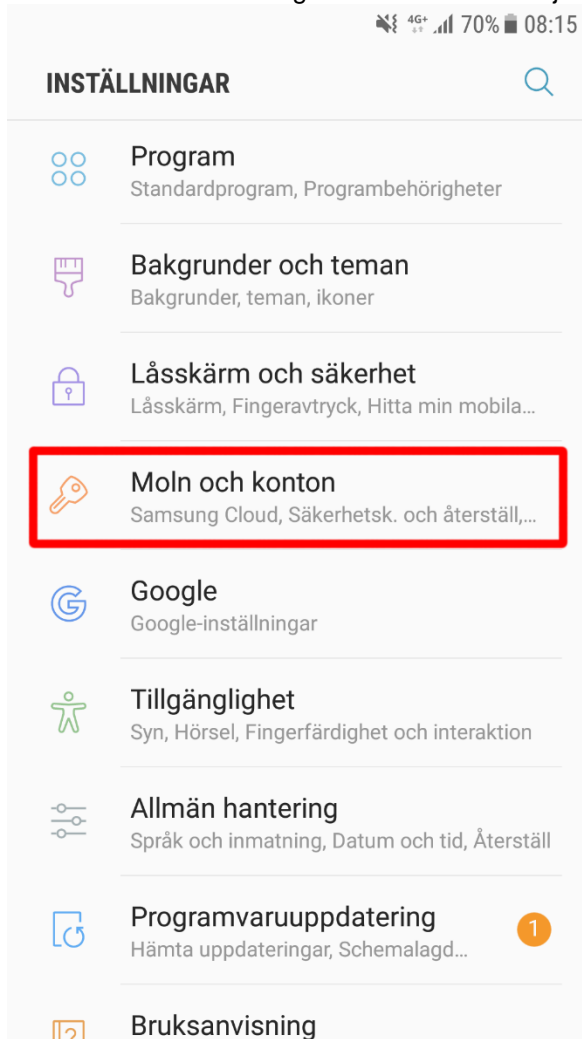 4G+ 70% 08:15
INSTÄLLNINGAR
Program
Standardprogram, Programbehörigheter
Bakgrunder och teman
Bakgrunder, teman, ikoner
Låsskärm och säkerhet
Låsskärm, Fingeravtryck, Hitta min mobila...
Moln och konton
Samsung Cloud, Säkerhetsk. och återställ,...
Google
Google-inställningar
Tillgänglighet
Syn, Hörsel, Fingerfärdighet och interaktion
Allmän hantering
Språk och inmatning, Datum och tid, Återställ
Programvaruuppdatering
1
Hämta uppdateringar, Schemalagd...
Bruksanvisning